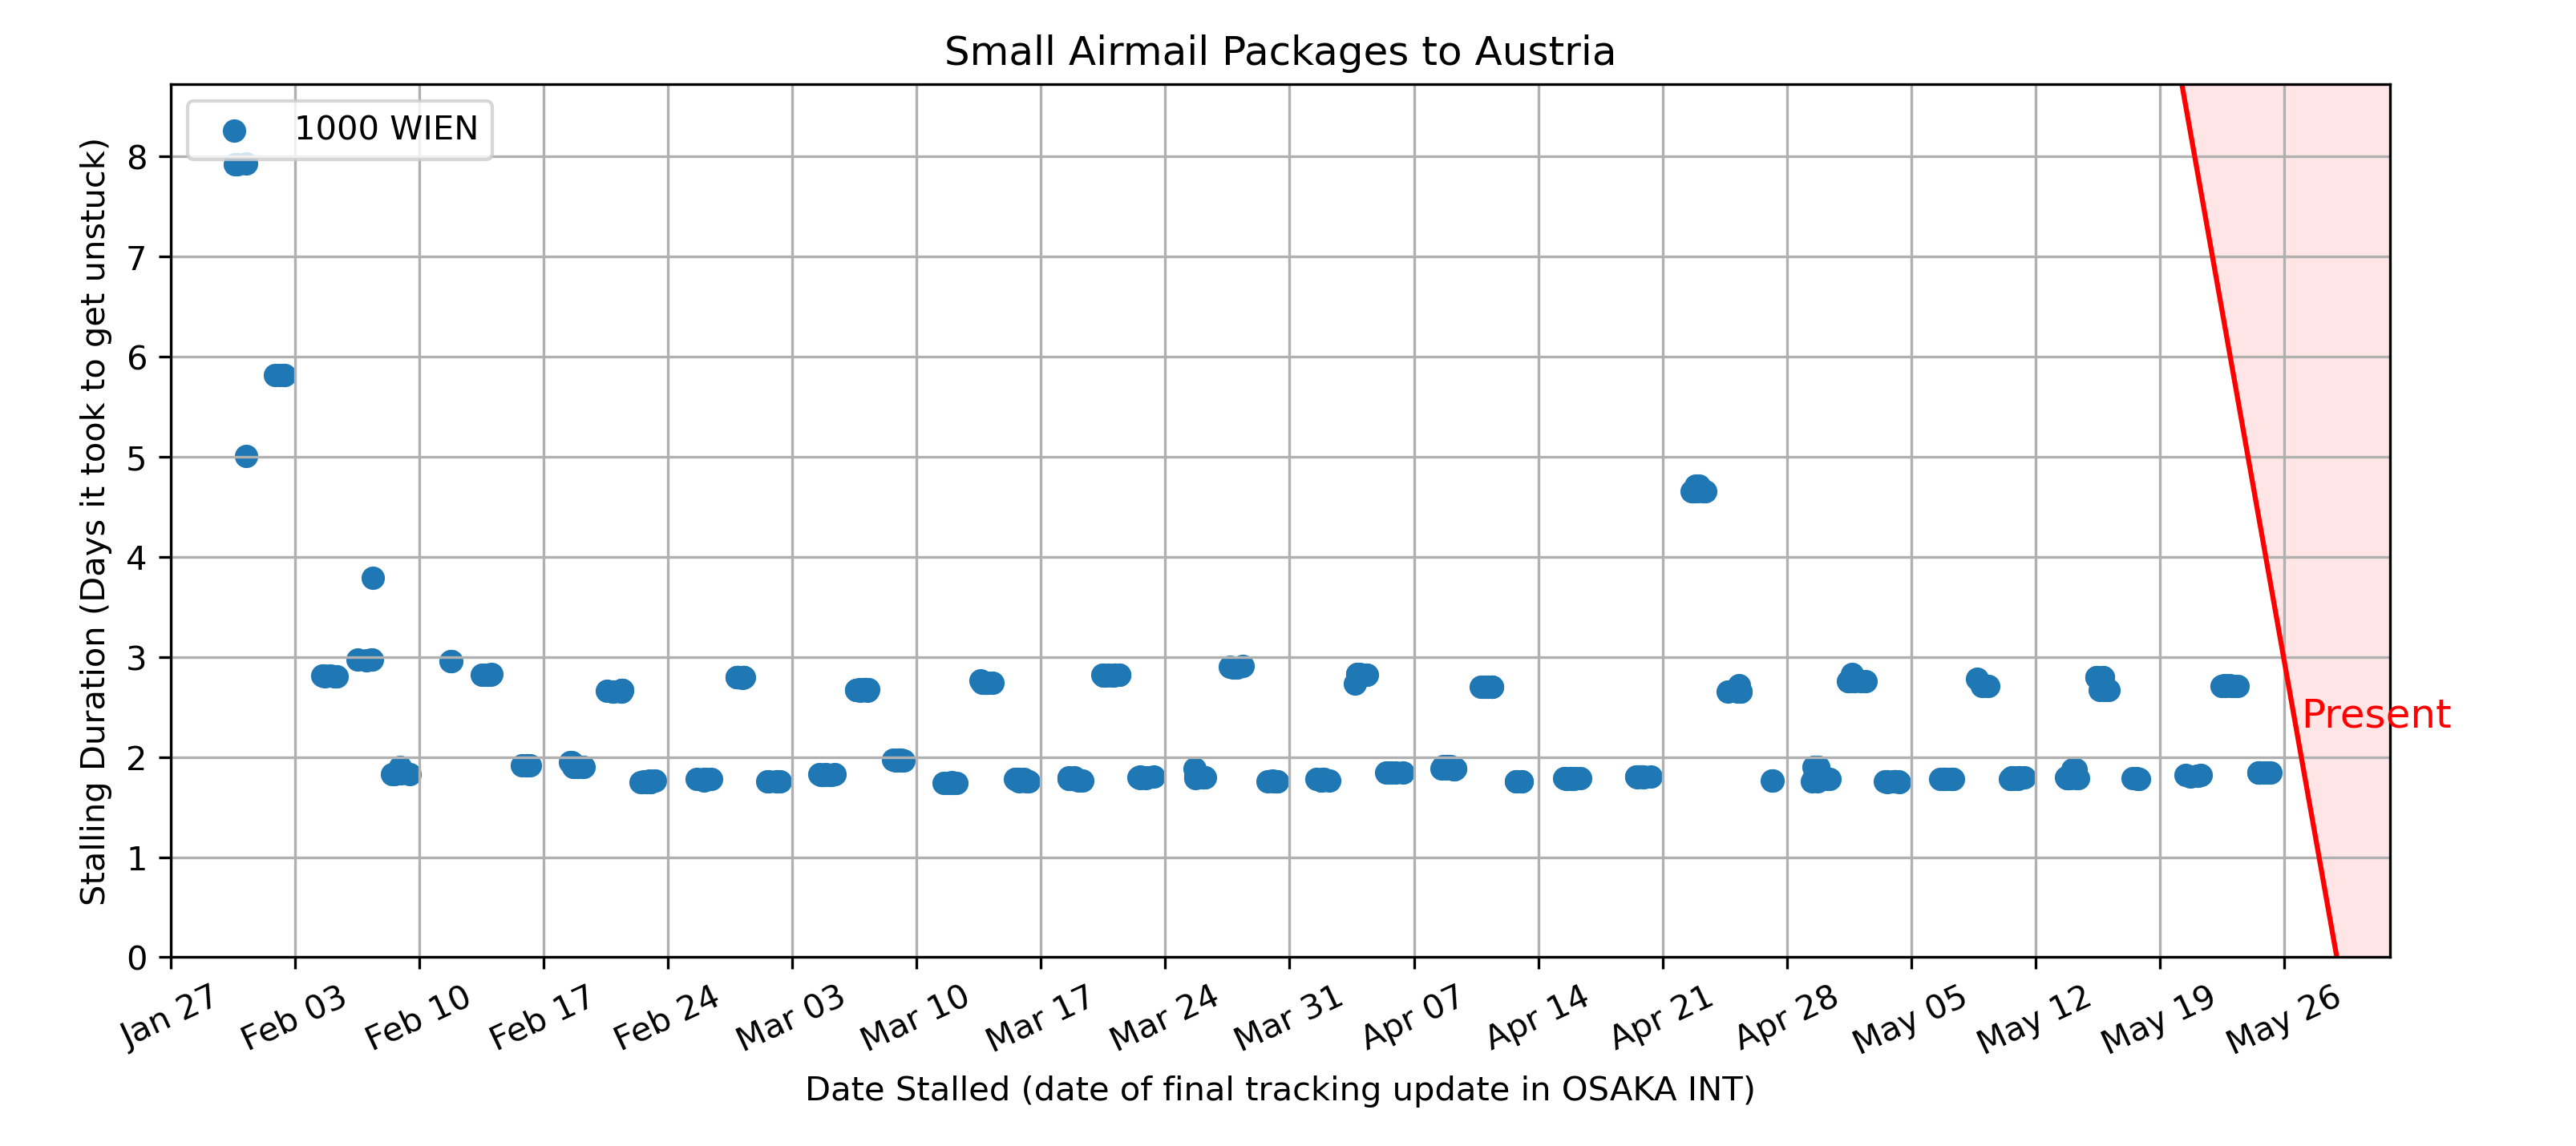 Small Airmail Packages to Austria
1000 WIEN
Stalling Duration (Days it took to get unstuck)
8
7
6
5
4
3
2
1
0
Present
Jan 27
Feb 03
Feb 10
Feb 17
Feb 24
Mar 03
Mar 10
Mar 17
Mar 24
Mar 31
Apr 07
Apr 14
Apr 21
Apr 28
May 05
May 12
May 19
May 26
Date Stalled (date of final tracking update in OSAKA INT)